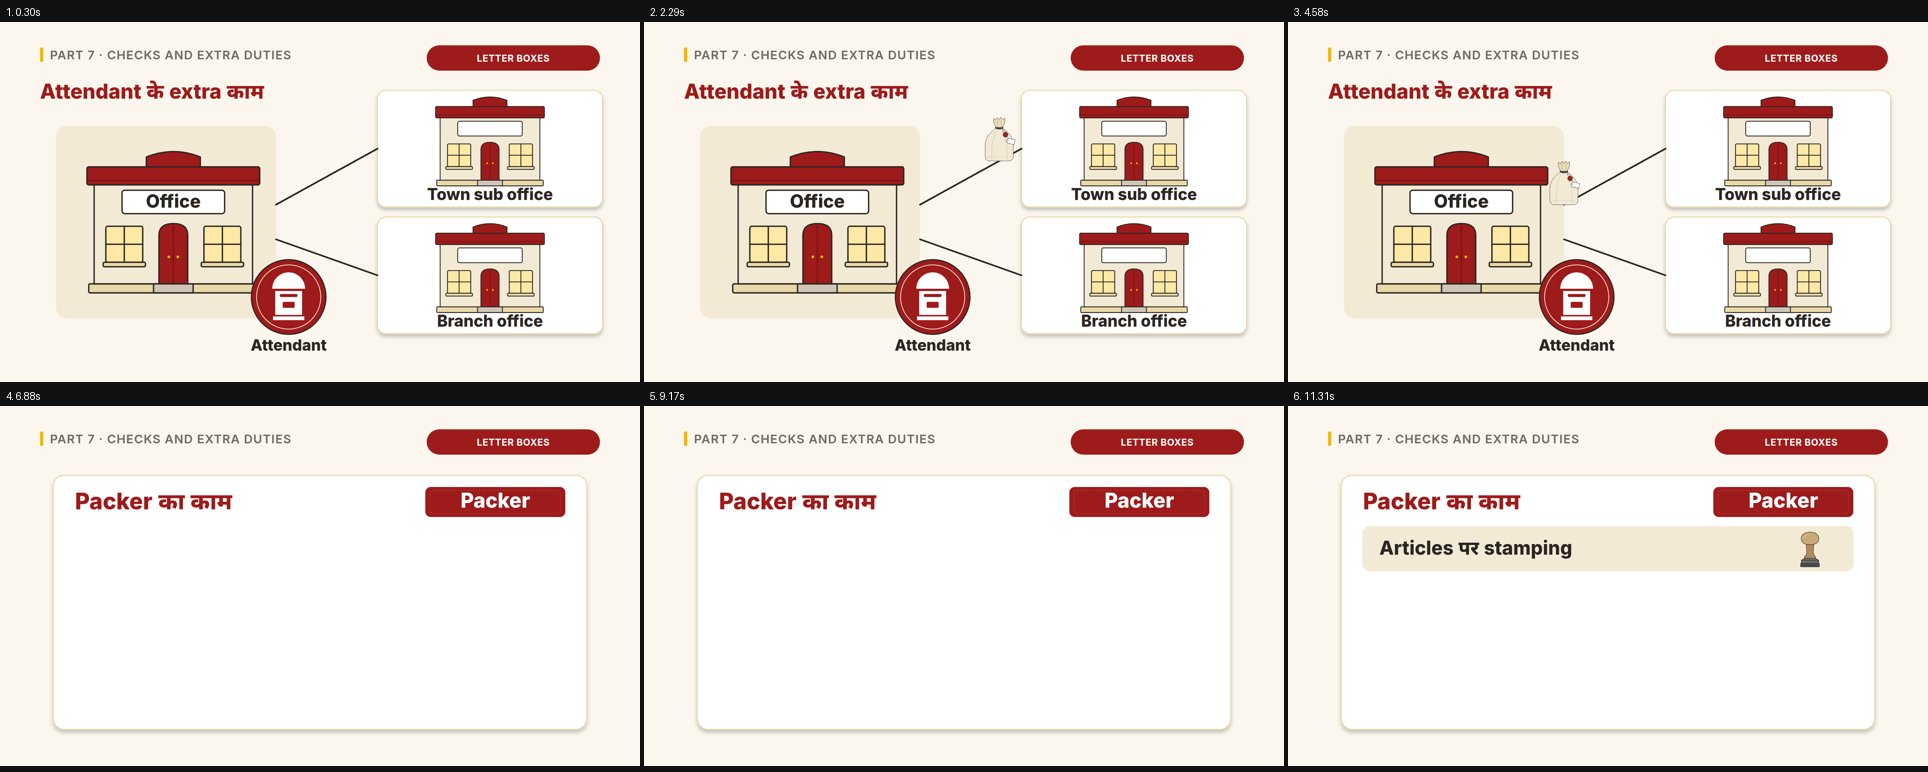 1. 0.30s
PART 7 · CHECKS AND EXTRA DUTIES
LETTER BOXES
Attendant के extra काम
Office
Town sub office
Branch office
Attendant
2. 2.29s
PART 7 · CHECKS AND EXTRA DUTIES
LETTER BOXES
Attendant के extra काम
Office
Town sub office
Branch office
Attendant
3. 4.58s
PART 7 · CHECKS AND EXTRA DUTIES
LETTER BOXES
Attendant के extra काम
Office
Town sub office
Branch office
Attendant
4. 6.88s
PART 7 · CHECKS AND EXTRA DUTIES
LETTER BOXES
Packer का काम
Packer
5. 9.17s
PART 7 · CHECKS AND EXTRA DUTIES
LETTER BOXES
Packer का काम
Packer
6. 11.31s
PART 7 · CHECKS AND EXTRA DUTIES
LETTER BOXES
Packer का काम
Packer
Articles पर stamping